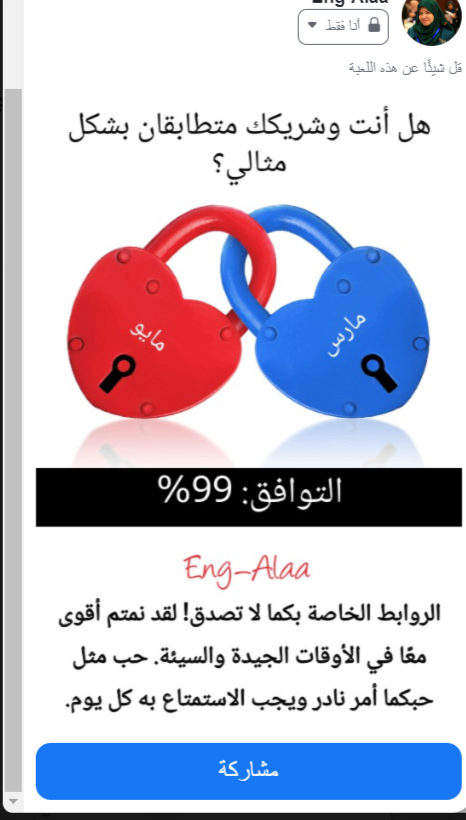 Eng-Alaa
أنا فقط
قل شيئًا عن هذه اللعبة
هل أنت وشريكك متطابقان بشكل
مثالي؟
مايو
مارس
التوافق: 99%
Eng-Alaa
الروابط الخاصة بكما لا تصدق! لقد نمتم أقوى
معًا في الأوقات الجيدة والسيئة. حب مثل
حبكما أمر نادر ويجب الاستمتاع به كل يوم.
مشاركة